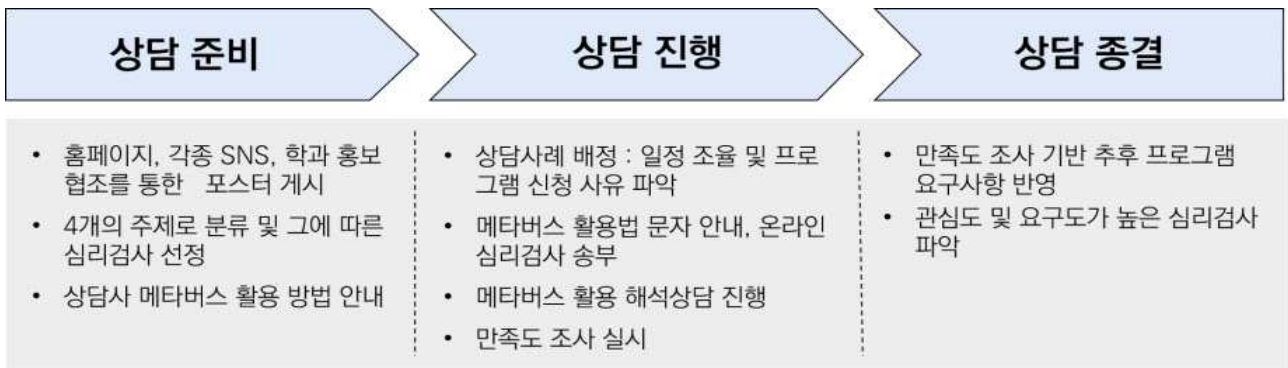 상담 준비
상담 진행
상담 종결
• 홈페이지, 각종 SNS, 학과 홍보
협조를 통한 포스터 게시
• 4개의 주제로 분류 및 그에 따른
심리검사 선정
• 상담사 메타버스 활용 방법 안내
• 상담사례 배정 : 일정 조율 및 프로
그램 신청 사유 파악
• 메타버스 활용법 문자 안내, 온라인
심리검사 송부
• 메타버스 활용 해석상담 진행
• 만족도 조사 실시
• 만족도 조사 기반 추후 프로그램
요구사항 반영
• 관심도 및 요구도가 높은 심리검사
파악